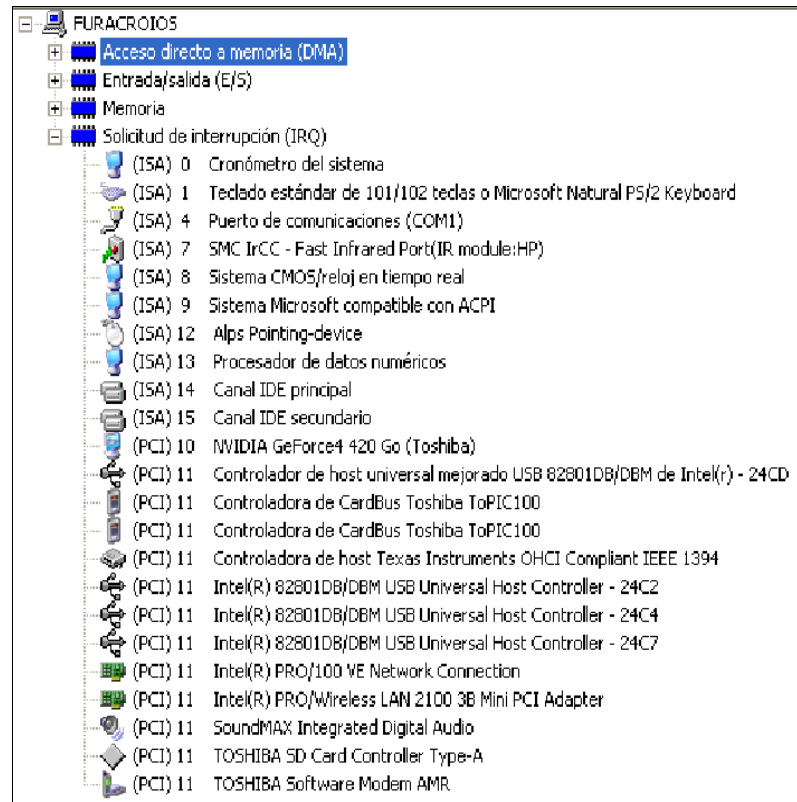 FURACROIOS
Acceso directo a memoria (DMA)
Entrada/salida (E/S)
Memoria
Solicitud de interrupción (IRQ)
(ISA) 0 Cronómetro del sistema
(ISA) 1 Teclado estándar de 101/102 teclas o Microsoft Natural PS/2 Keyboard
(ISA) 4 Puerto de comunicaciones (COM1)
(ISA) 7 SMC IrCC - Fast Infrared Port(IR module:HP)
(ISA) 8 Sistema CMOS/reloj en tiempo real
(ISA) 9 Sistema Microsoft compatible con ACPI
(ISA) 12 Alps Pointing-device
(ISA) 13 Procesador de datos numéricos
(ISA) 14 Canal IDE principal
(ISA) 15 Canal IDE secundario
(PCI) 10 NVIDIA GeForce4 420 Go (Toshiba)
(PCI) 11 Controlador de host universal mejorado USB 82801DB/DBM de Intel(r) - 24CD
(PCI) 11 Controladora de CardBus Toshiba ToPIC100
(PCI) 11 Controladora de CardBus Toshiba ToPIC100
(PCI) 11 Controladora de host Texas Instruments OHCI Compliant IEEE 1394
(PCI) 11 Intel(R) 82801DB/DBM USB Universal Host Controller - 24C2
(PCI) 11 Intel(R) 82801DB/DBM USB Universal Host Controller - 24C4
(PCI) 11 Intel(R) 82801DB/DBM USB Universal Host Controller - 24C7
(PCI) 11 Intel(R) PRO/100 VE Network Connection
(PCI) 11 Intel(R) PRO/Wireless LAN 2100 3B Mini PCI Adapter
(PCI) 11 SoundMAX Integrated Digital Audio
(PCI) 11 TOSHIBA SD Card Controller Type-A
(PCI) 11 TOSHIBA Software Modem AMR